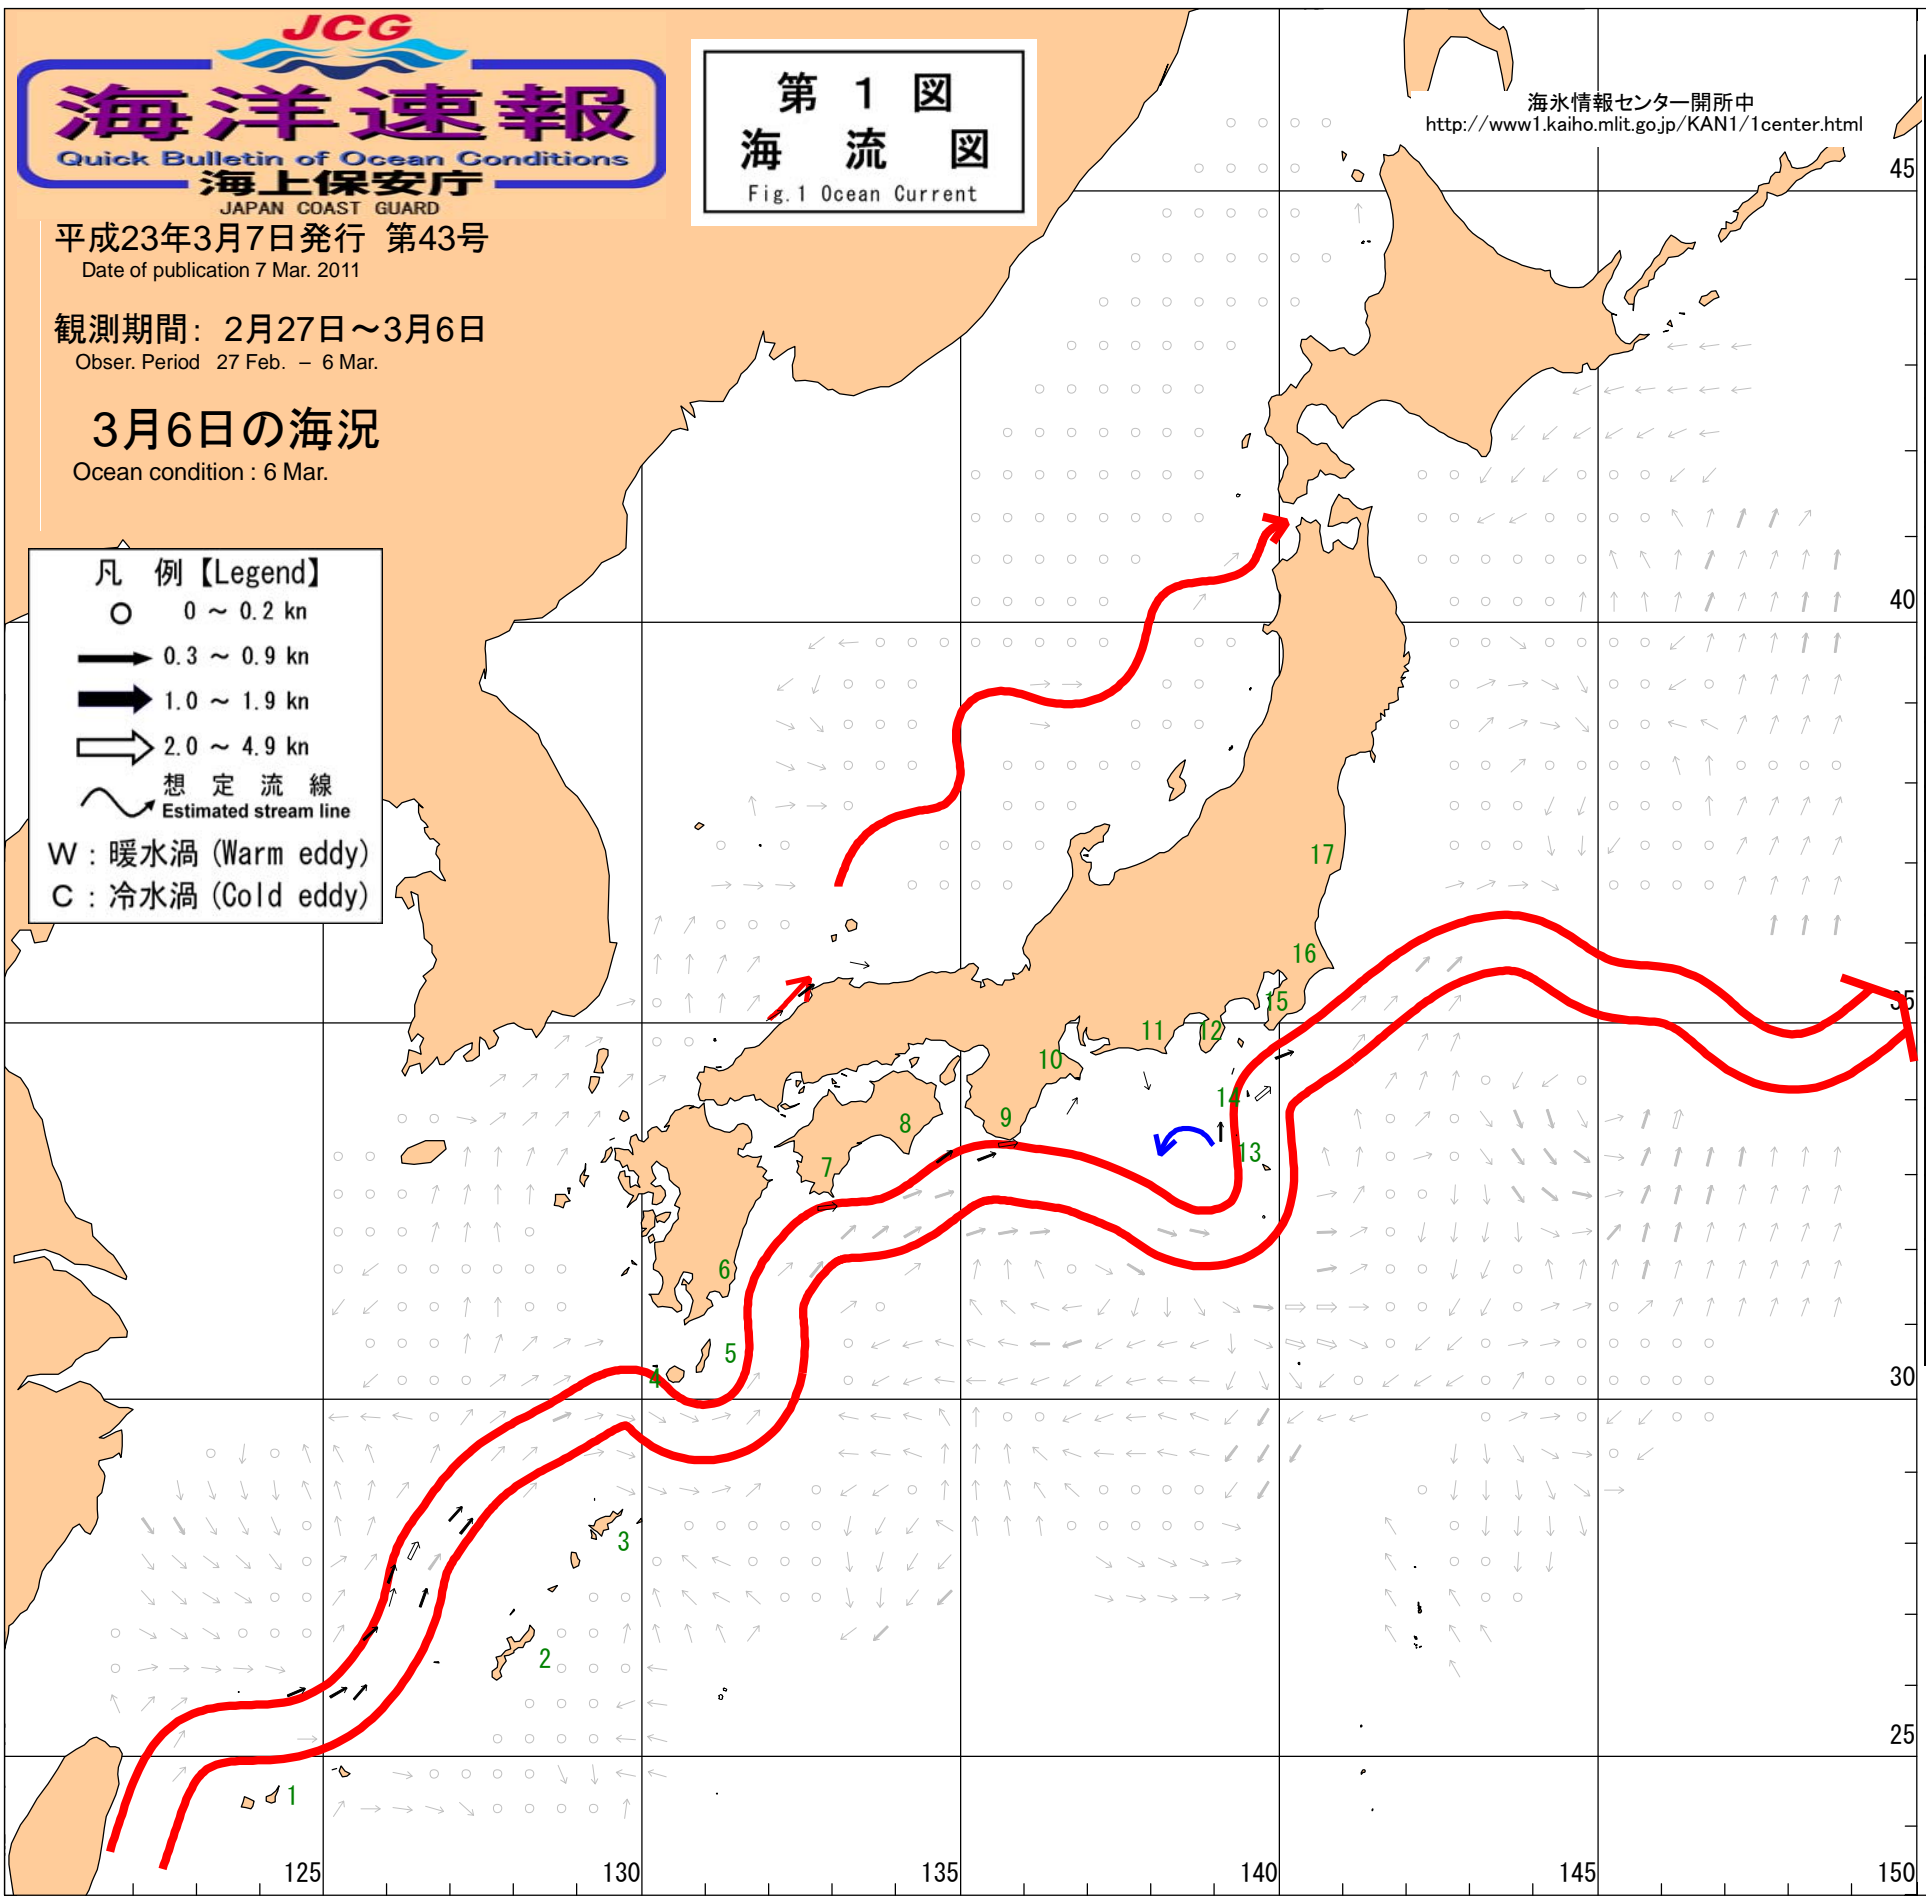 JCG
海洋速報
Quick Bulletin of Ocean Conditions
海上保安庁
JAPAN COAST GUARD
平成23年3月7日発行 第43号
Date of publication 7 Mar. 2011
観測期間: 2月27日～3月6日
Obser. Period 27 Feb. – 6 Mar.
3月6日の海況
Ocean condition : 6 Mar.
第 1 図
海 流 図
Fig.1 Ocean Current
海氷情報センター開所中
http://www1.kaiho.mlit.go.jp/KAN1/1center.html
凡 例【Legend】
0 ～ 0.2 kn
0.3 ～ 0.9 kn
1.0 ～ 1.9 kn
2.0 ～ 4.9 kn
想 定 流 線
Estimated stream line
W : 暖水渦 (Warm eddy)
C : 冷水渦 (Cold eddy)
45
40
35
30
25
17
16
15
14
13
12
11
10
9
8
7
6
5
4
3
2
1
125
130
135
140
145
150